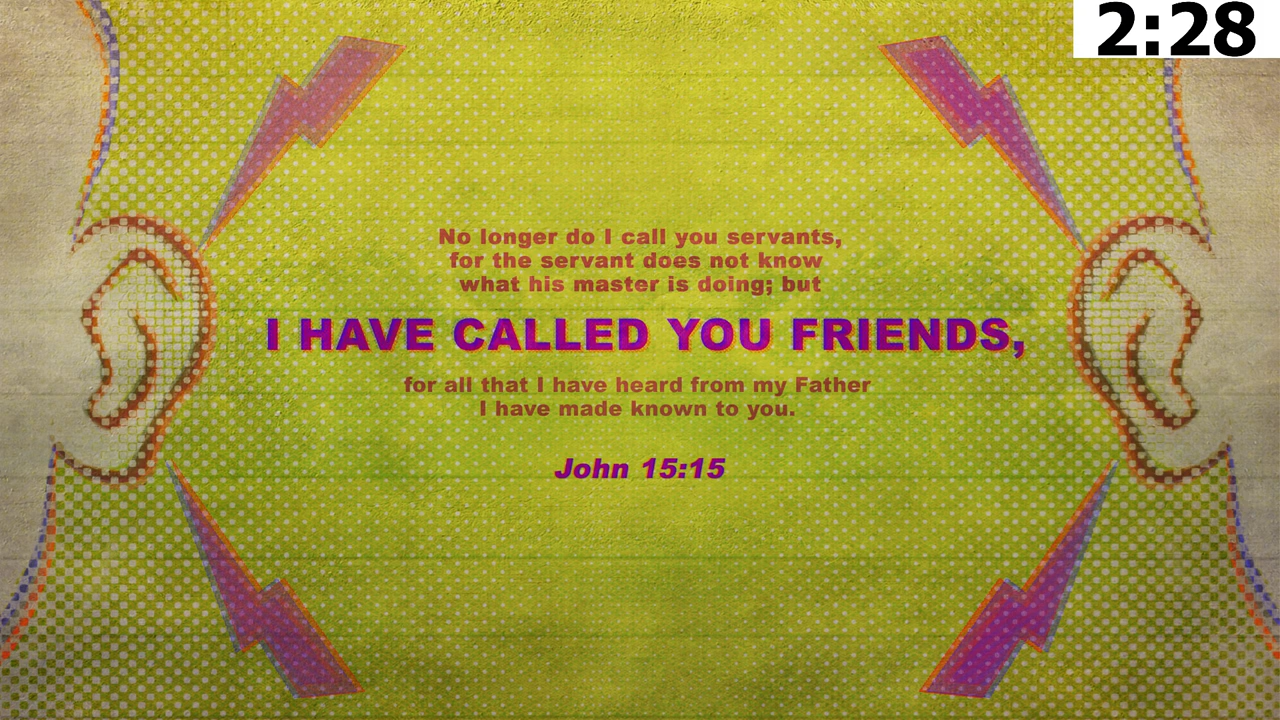 2:28
No longer do I call you servants,
for the servant does not know
what his master is doing; but
I HAVE CALLED YOU FRIENDS,
for all that I have heard from my Father
I have made known to you.
John 15:15